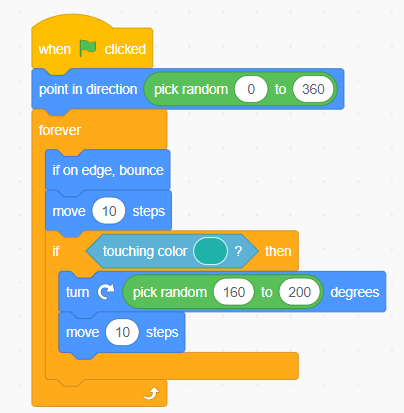 when clicked
point in direction pick random 0 to 360
forever
if on edge, bounce
move 10 steps
if touching color ? then
turn pick random 160 to 200 degrees
move 10 steps